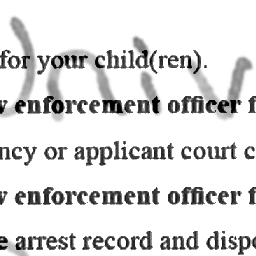 for your child(ren).
enforcement officer f
ncy or applicant court c
enforcement officer f
e arrest record and dispo